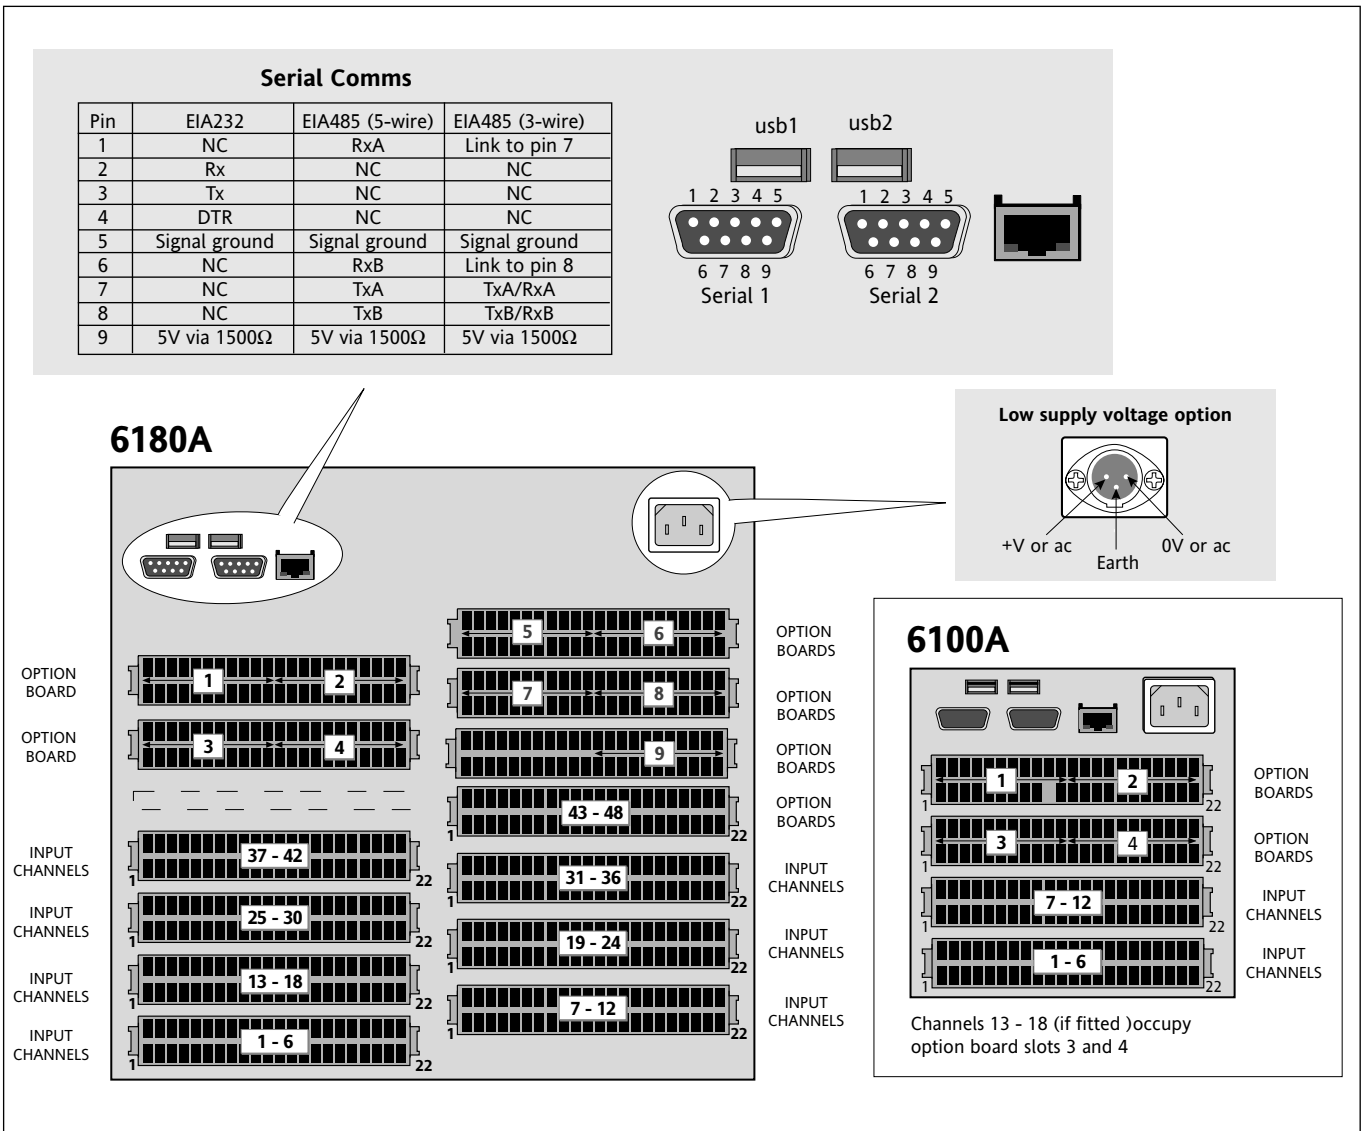 Serial Comms
Pin EIA232 EIA485 (5-wire) EIA485 (3-wire)
1 NC RxA Link to pin 7
2 Rx NC NC
3 Tx NC NC
4 DTR NC NC
5 Signal ground Signal ground Signal ground
6 NC RxB Link to pin 8
7 NC TxA TxA/RxA
8 NC TxB TxB/RxB
9 5V via 1500Ω 5V via 1500Ω 5V via 1500Ω
usb1 usb2
1 2 3 4 5
6 7 8 9
Serial 1
1 2 3 4 5
6 7 8 9
Serial 2
6180A
Low supply voltage option
+V or ac
Earth
0V or ac
OPTION
BOARD
1 2
OPTION
BOARD
3 4
INPUT
CHANNELS
1 37 - 42 22
INPUT
CHANNELS
1 25 - 30 22
INPUT
CHANNELS
1 13 - 18 22
INPUT
CHANNELS
1 1 - 6 22
5 6
OPTION
BOARDS
7 8
OPTION
BOARDS
9
OPTION
BOARDS
1 43 - 48 22
OPTION
BOARDS
1 31 - 36 22
INPUT
CHANNELS
1 19 - 24 22
INPUT
CHANNELS
1 7 - 12 22
INPUT
CHANNELS
6100A
1 1 2 22
OPTION
BOARDS
1 3 4 22
OPTION
BOARDS
1 7 - 12 22
INPUT
CHANNELS
1 1 - 6 22
INPUT
CHANNELS
Channels 13 - 18 (if fitted )occupy
option board slots 3 and 4